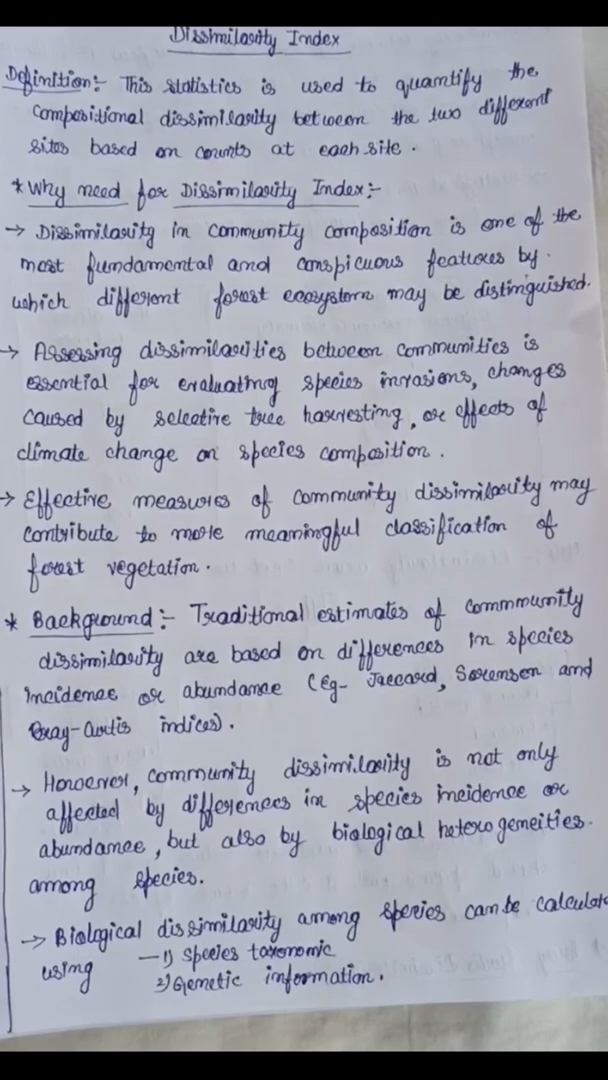 Dissimilarity Index
Definition:- This statistics is used to quantify the
compositional dissimilarity between the two different
sites based on counts at each site.
* Why need for Dissimilarity Index:-
→ Dissimilarity in community composition is one of the
most fundamental and conspicuous features by
which different forest ecosystem may be distinguished.
→ Assessing dissimilarities between communities is
essential for evaluating species invasions, changes
caused by selective tree harvesting, or effects of
climate change on species composition.
→ Effective measures of community dissimilarity may
contribute to more meaningful classification of
forest vegetation.
* Background:- Traditional estimates of commmunity
dissimilarity are based on differences in species
incidence or abundance (eg- Jaccard, Sorensen and
Bray-Curtis indices).
→ However, community dissimilarity is not only
affected by differences in species incidence or
abundance, but also by biological heterogeneities
among species.
→ Biological dissimilarity among species can be calculate
using — 1) Species taxonomic
2) Genetic information.